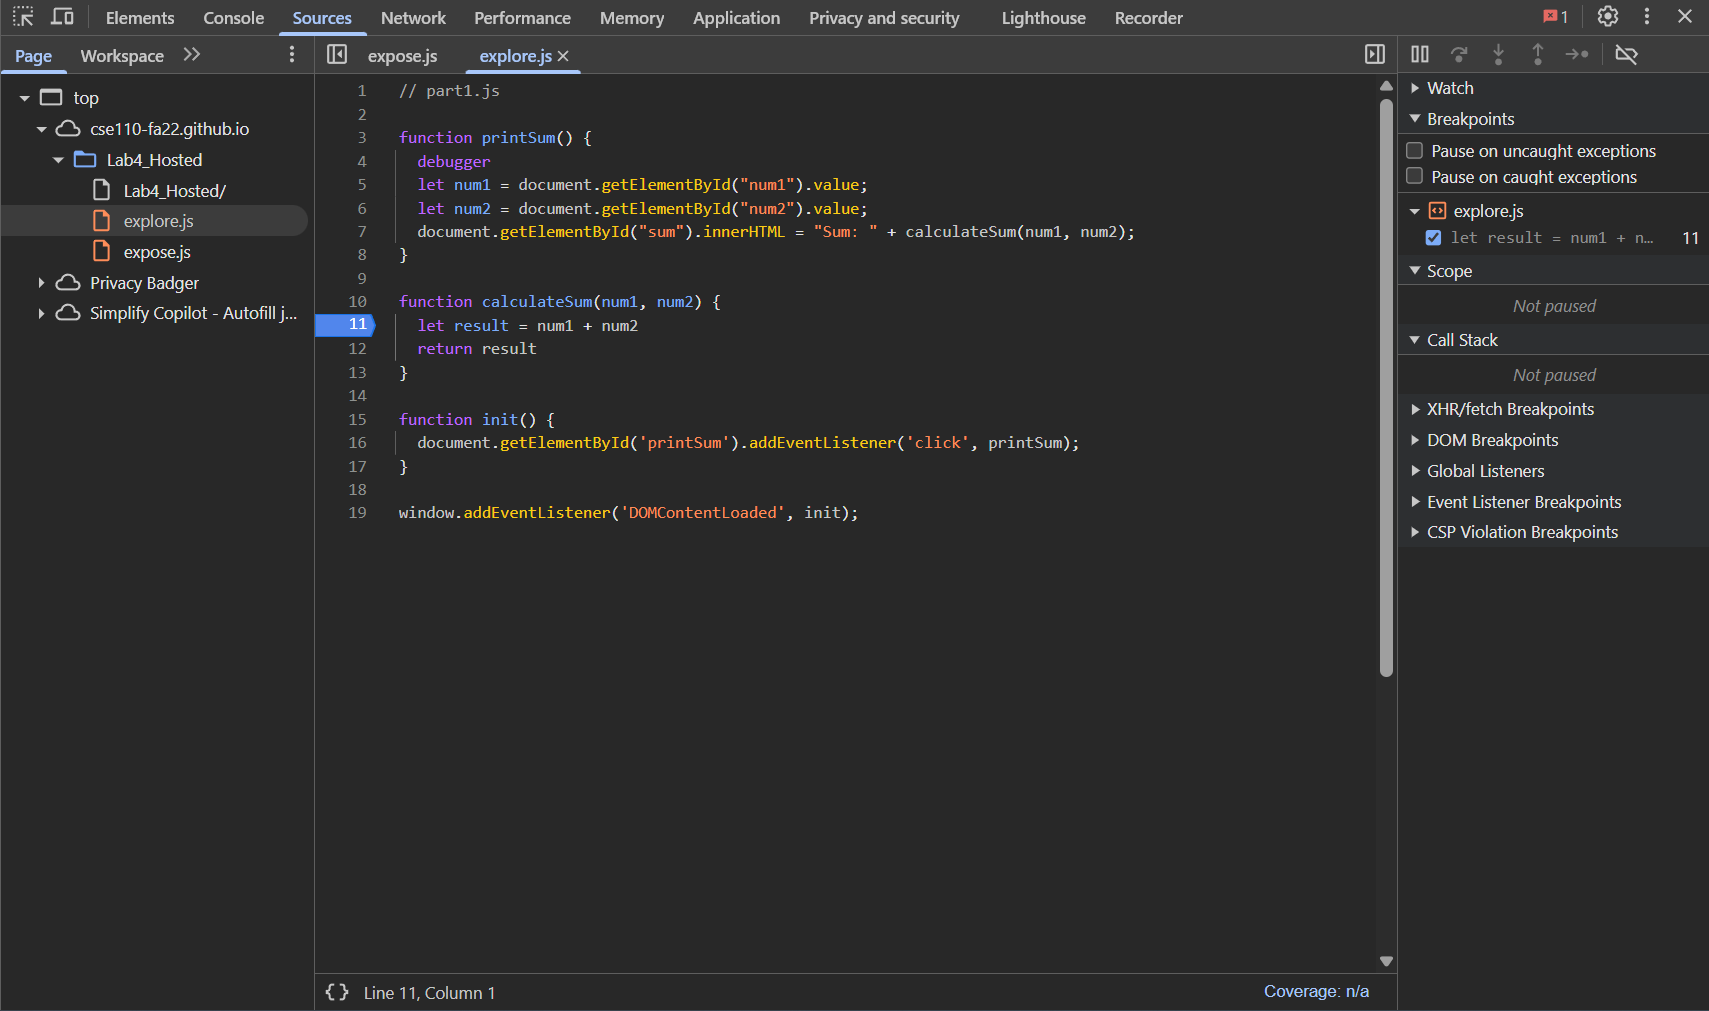 Elements Console Sources Network Performance Memory Application Privacy and security Lighthouse Recorder 1
Page Workspace
top
cse110-fa22.github.io
Lab4_Hosted
Lab4_Hosted/
explore.js
expose.js
Privacy Badger
Simplify Copilot - Autofill j...
expose.js explore.js
1 // part1.js
2
3 function printSum() {
4 debugger
5 let num1 = document.getElementById("num1").value;
6 let num2 = document.getElementById("num2").value;
7 document.getElementById("sum").innerHTML = "Sum: " + calculateSum(num1, num2);
8 }
9
10 function calculateSum(num1, num2) {
11 let result = num1 + num2
12 return result
13 }
14
15 function init() {
16 document.getElementById('printSum').addEventListener('click', printSum);
17 }
18
19 window.addEventListener('DOMContentLoaded', init);
{} Line 11, Column 1 Coverage: n/a
Watch
Breakpoints
Pause on uncaught exceptions
Pause on caught exceptions
explore.js
let result = num1 + n... 11
Scope
Not paused
Call Stack
Not paused
XHR/fetch Breakpoints
DOM Breakpoints
Global Listeners
Event Listener Breakpoints
CSP Violation Breakpoints